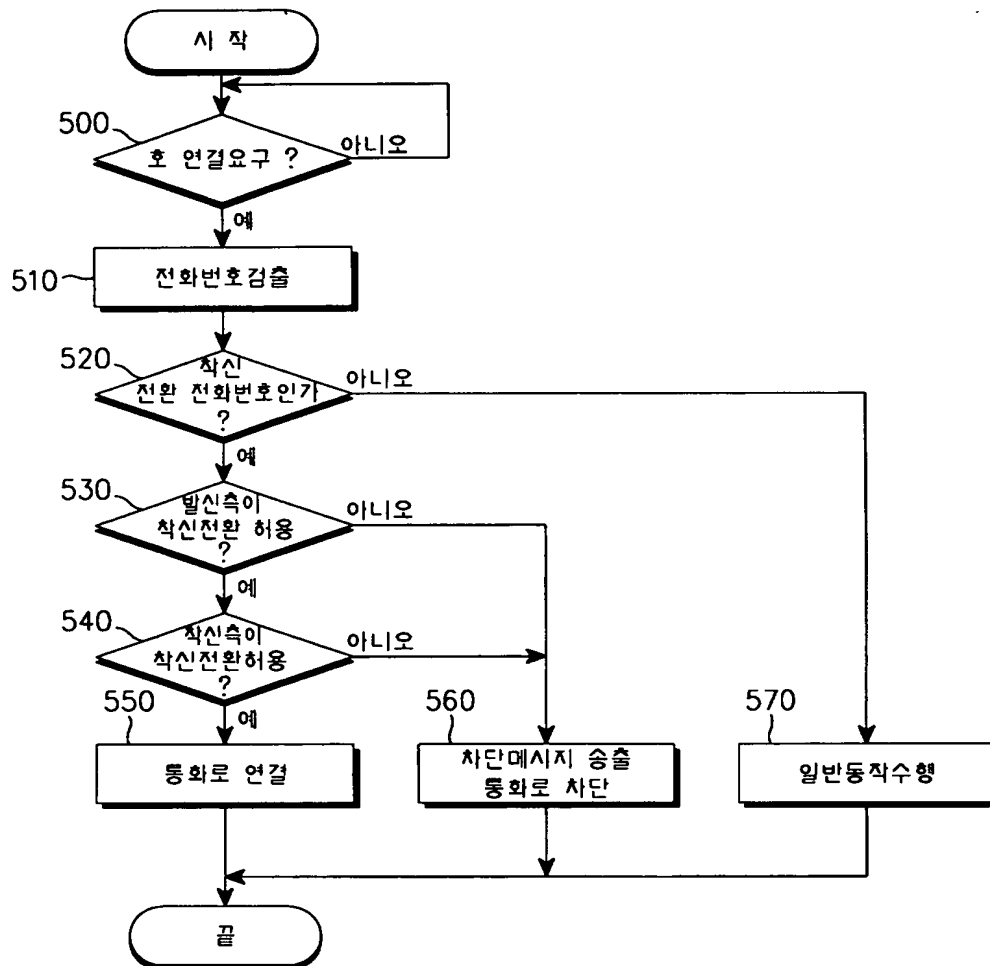 시 작
500
호 연결요구 ?
아니오
예
510
전화번호검출
520
착신
전환 전화번호인가
?
아니오
예
530
발신측이
착신전환 허용
?
아니오
예
540
착신측이
착신전환허용
?
아니오
예
550
통화로 연결
560
차단메시지 송출
통화로 차단
570
일반동작수행
끝